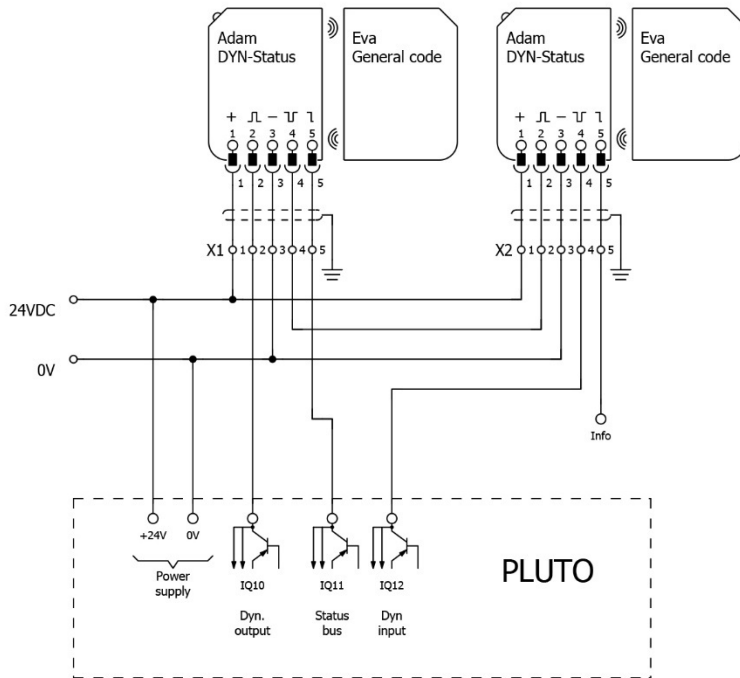 Adam
DYN-Status
Eva
General code
Adam
DYN-Status
Eva
General code
+ −
1 2 3 4 5
+ −
1 2 3 4 5
1 2 3 4 5
1 2 3 4 5
X1 1 2 3 4 5
X2 1 2 3 4 5
24VDC
0V
Info
+24V 0V
Power
supply
IQ10
Dyn.
output
IQ11
Status
bus
IQ12
Dyn
input
PLUTO